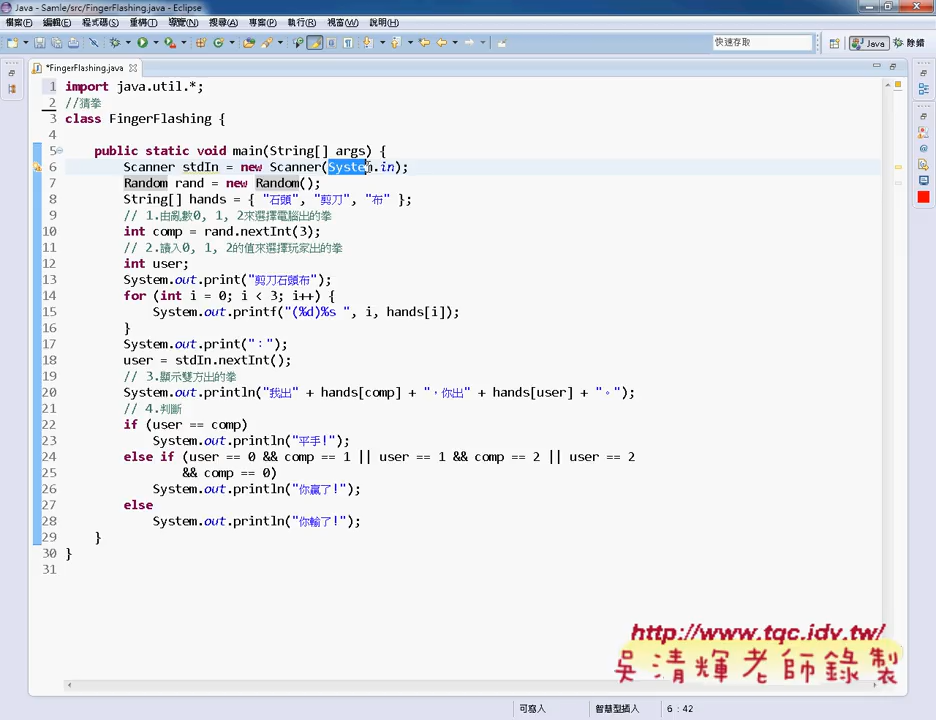 Java - Samle/src/FingerFlashing.java - Eclipse
檔案(F) 編輯(E) 程式碼(S) 重構(T) 導覽(N) 搜尋(A) 專案(P) 執行(R) 視窗(W) 說明(H)
快速存取 Java 除錯
*FingerFlashing.java
1 import java.util.*;
2 //猜拳
3 class FingerFlashing {
4
5 public static void main(String[] args) {
6 Scanner stdIn = new Scanner(System.in);
7 Random rand = new Random();
8 String[] hands = { "石頭", "剪刀", "布" };
9 // 1.由亂數0, 1, 2來選擇電腦出的拳
10 int comp = rand.nextInt(3);
11 // 2.讀入0, 1, 2的值來選擇玩家出的拳
12 int user;
13 System.out.print("剪刀石頭布");
14 for (int i = 0; i < 3; i++) {
15 System.out.printf("(%d)%s ", i, hands[i]);
16 }
17 System.out.print("：");
18 user = stdIn.nextInt();
19 // 3.顯示雙方出的拳
20 System.out.println("我出" + hands[comp] + "，你出" + hands[user] + "。");
21 // 4.判斷
22 if (user == comp)
23 System.out.println("平手!");
24 else if (user == 0 && comp == 1 || user == 1 && comp == 2 || user == 2
25 && comp == 0)
26 System.out.println("你贏了!");
27 else
28 System.out.println("你輸了!");
29 }
30 }
31
http://www.tqc.idv.tw/
吳清輝老師錄製
可寫入 智慧型插入 6 : 42